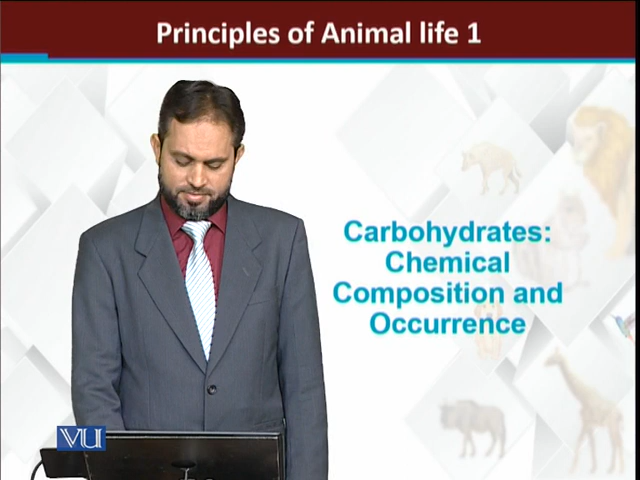 Principles of Animal life 1
Carbohydrates:
Chemical
Composition and
Occurrence
VU